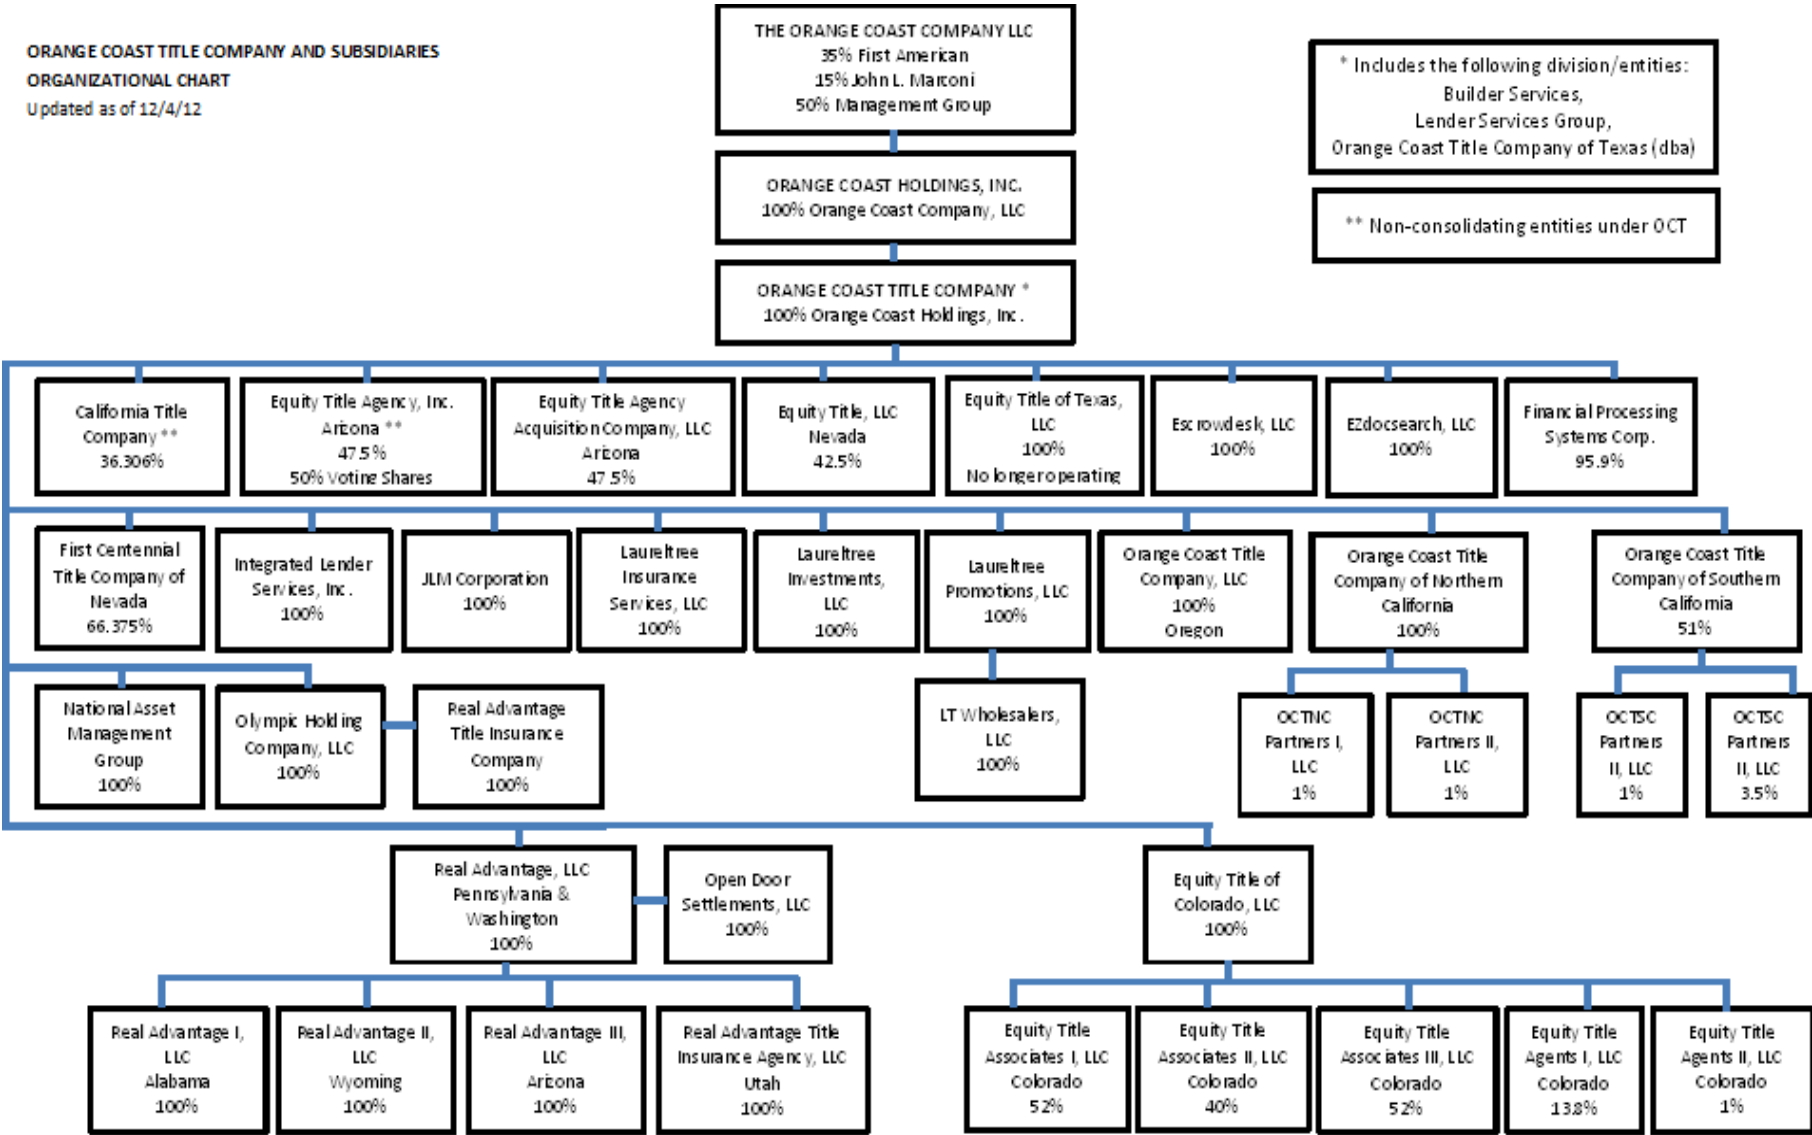 ORANGE COAST TITLE COMPANY AND SUBSIDIARIES
ORGANIZATIONAL CHART
Updated as of 12/4/12
THE ORANGE COAST COMPANY LLC
35% First American
15% John L. Marconi
50% Management Group
* Includes the following division/entities:
Builder Services,
Lender Services Group,
Orange Coast Title Company of Texas (dba)
** Non-consolidating entities under OCT
ORANGE COAST HOLDINGS, INC.
100% Orange Coast Company, LLC
ORANGE COAST TITLE COMPANY *
100% Orange Coast Holdings, Inc.
California Title
Company **
36.306%
Equity Title Agency, Inc.
Arizona **
47.5%
50% Voting Shares
Equity Title Agency
Acquisition Company, LLC
Arizona
47.5%
Equity Title, LLC
Nevada
42.5%
Equity Title of Texas,
LLC
100%
No longer operating
Escrowdesk, LLC
100%
EZdocsearch, LLC
100%
Financial Processing
Systems Corp.
95.9%
First Centennial
Title Company of
Nevada
66.375%
Integrated Lender
Services, Inc.
100%
JLM Corporation
100%
Laureltree
Insurance
Services, LLC
100%
Laureltree
Investments,
LLC
100%
Laureltree
Promotions, LLC
100%
Orange Coast Title
Company, LLC
100%
Oregon
Orange Coast Title
Company of Northern
California
100%
Orange Coast Title
Company of Southern
California
51%
National Asset
Management
Group
100%
Olympic Holding
Company, LLC
100%
Real Advantage
Title Insurance
Company
100%
LT Wholesalers,
LLC
100%
OCTNC
Partners I,
LLC
1%
OCTNC
Partners II,
LLC
1%
OCTSC
Partners
II, LLC
1%
OCTSC
Partners
II, LLC
3.5%
Real Advantage, LLC
Pennsylvania &
Washington
100%
Open Door
Settlements, LLC
100%
Equity Title of
Colorado, LLC
100%
Real Advantage I,
LLC
Alabama
100%
Real Advantage II,
LLC
Wyoming
100%
Real Advantage III,
LLC
Arizona
100%
Real Advantage Title
Insurance Agency, LLC
Utah
100%
Equity Title
Associates I, LLC
Colorado
52%
Equity Title
Associates II, LLC
Colorado
40%
Equity Title
Associates III, LLC
Colorado
52%
Equity Title
Agents I, LLC
Colorado
13.8%
Equity Title
Agents II, LLC
Colorado
1%